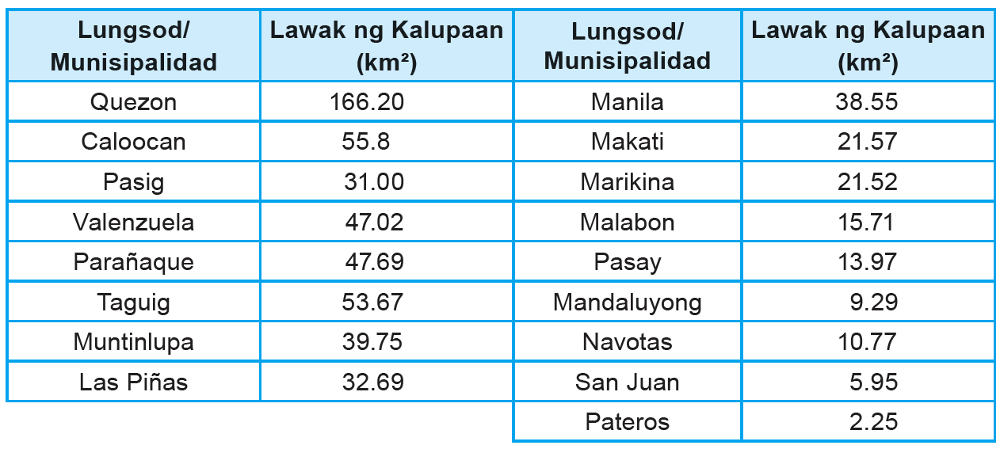 Lungsod/ Lawak ng Kalupaan Lungsod/ Lawak ng Kalupaan
Munisipalidad (km²) Munisipalidad (km²)
Quezon 166.20 Manila 38.55
Caloocan 55.8 Makati 21.57
Pasig 31.00 Marikina 21.52
Valenzuela 47.02 Malabon 15.71
Parañaque 47.69 Pasay 13.97
Taguig 53.67 Mandaluyong 9.29
Muntinlupa 39.75 Navotas 10.77
Las Piñas 32.69 San Juan 5.95
Pateros 2.25